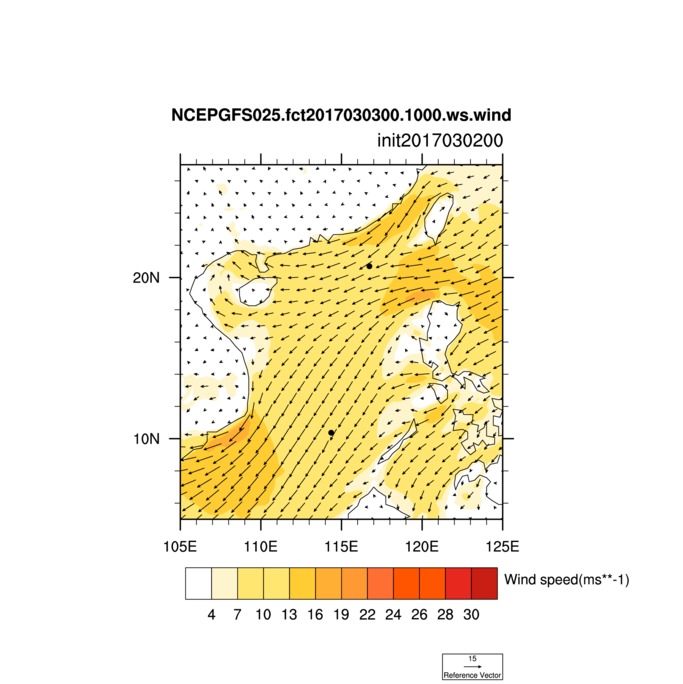 NCEPGFS025.fct2017030300.1000.ws.wind
init2017030200
20N
10N
105E 110E 115E 120E 125E
Wind speed(ms**-1)
4 7 10 13 16 19 22 24 26 28 30
15
Reference Vector